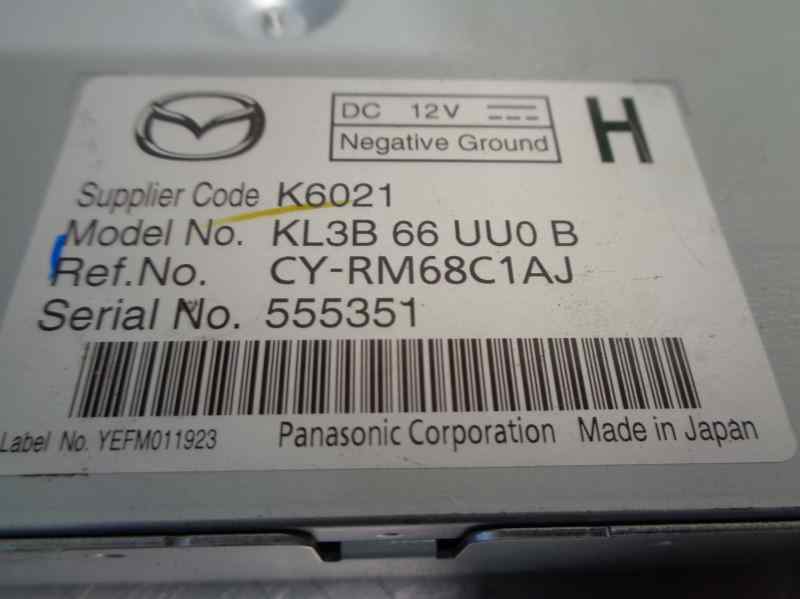 DC 12V
Negative Ground
H
Supplier Code K6021
Model No. KL3B 66 UU0 B
Ref.No. CY-RM68C1AJ
Serial No. 555351
Label No. YEFM011923 Panasonic Corporation Made in Japan